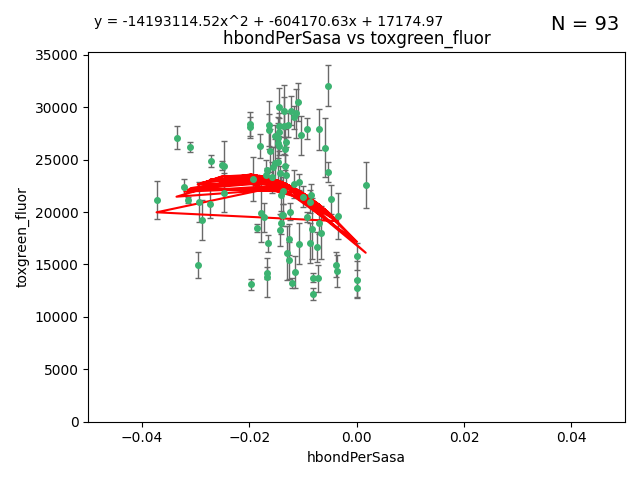 y = -14193114.52x^2 + -604170.63x + 17174.97
N = 93
hbondPerSasa vs toxgreen_fluor
35000
30000
25000
20000
15000
10000
5000
0
toxgreen_fluor
−0.04
−0.02
0.00
0.02
0.04
hbondPerSasa